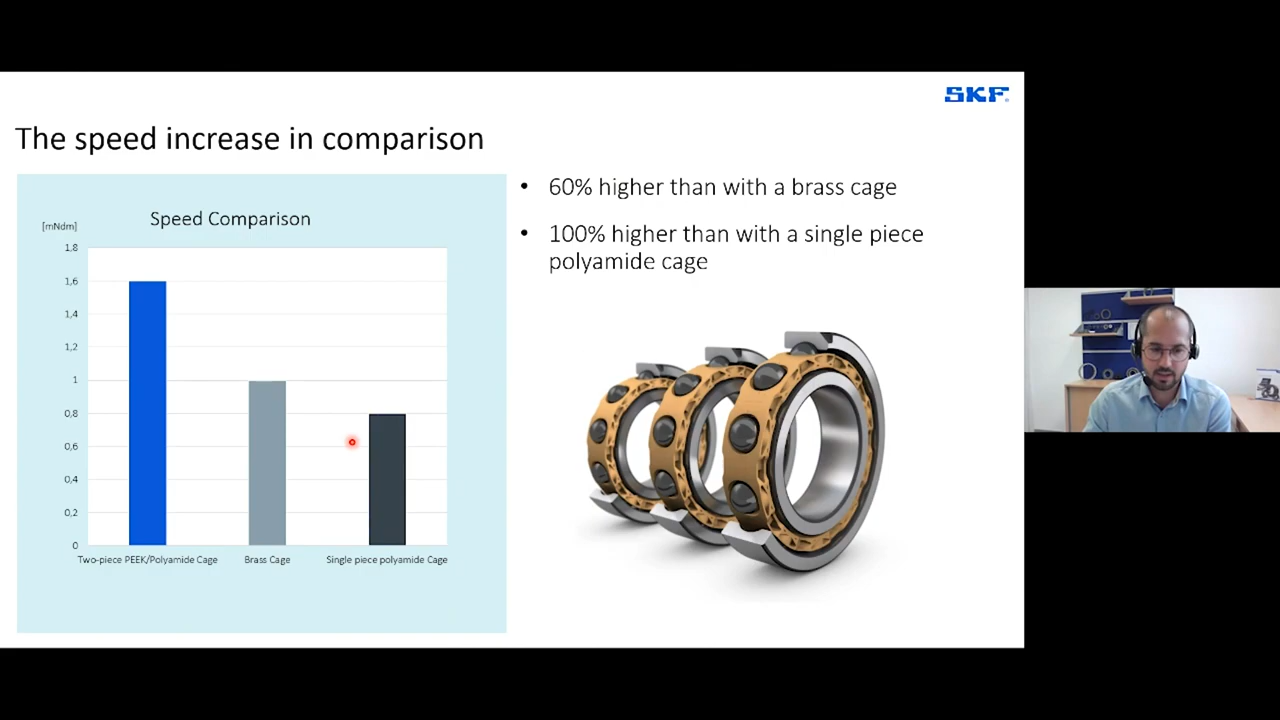 SKF
The speed increase in comparison
[mNdm]
Speed Comparison
1,8
1,6
1,4
1,2
1
0,8
0,6
0,4
0,2
0
Two-piece PEEK/Polyamide Cage
Brass Cage
Single piece polyamide Cage
• 60% higher than with a brass cage
• 100% higher than with a single piece
polyamide cage